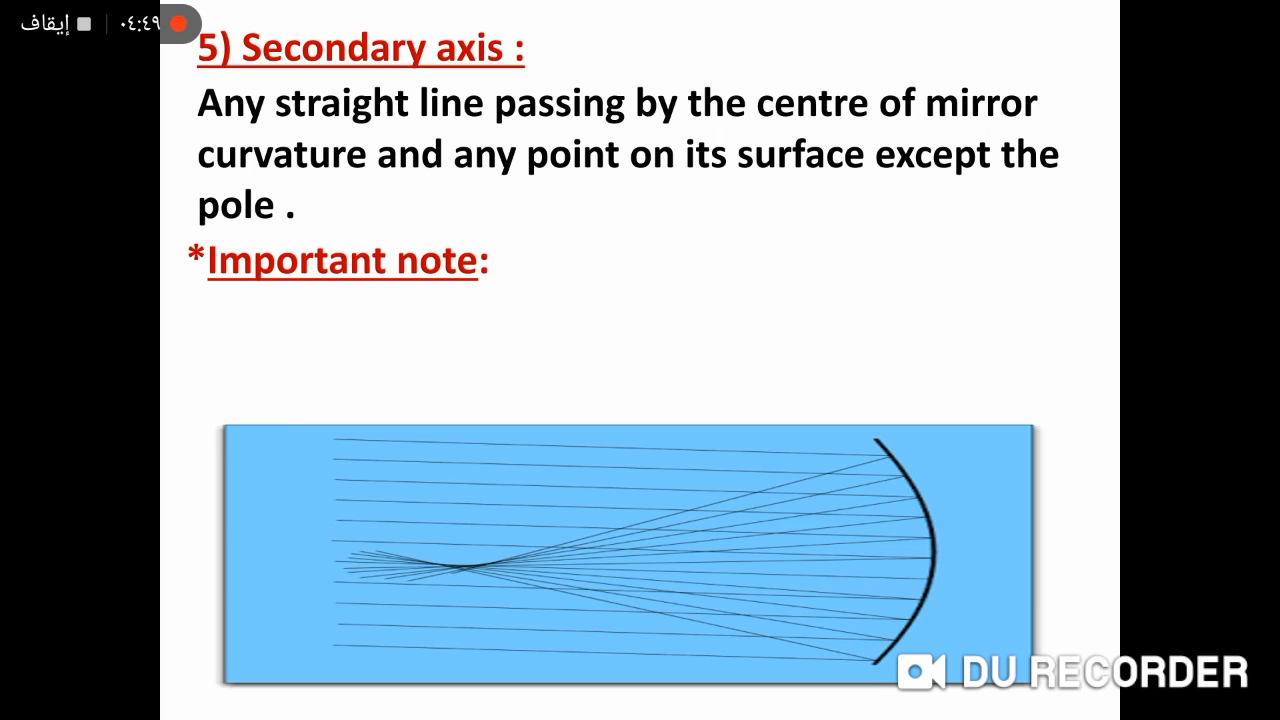 إيقاف ٠٤:٤٩
5) Secondary axis :
Any straight line passing by the centre of mirror
curvature and any point on its surface except the
pole .
*Important note:
DU RECORDER